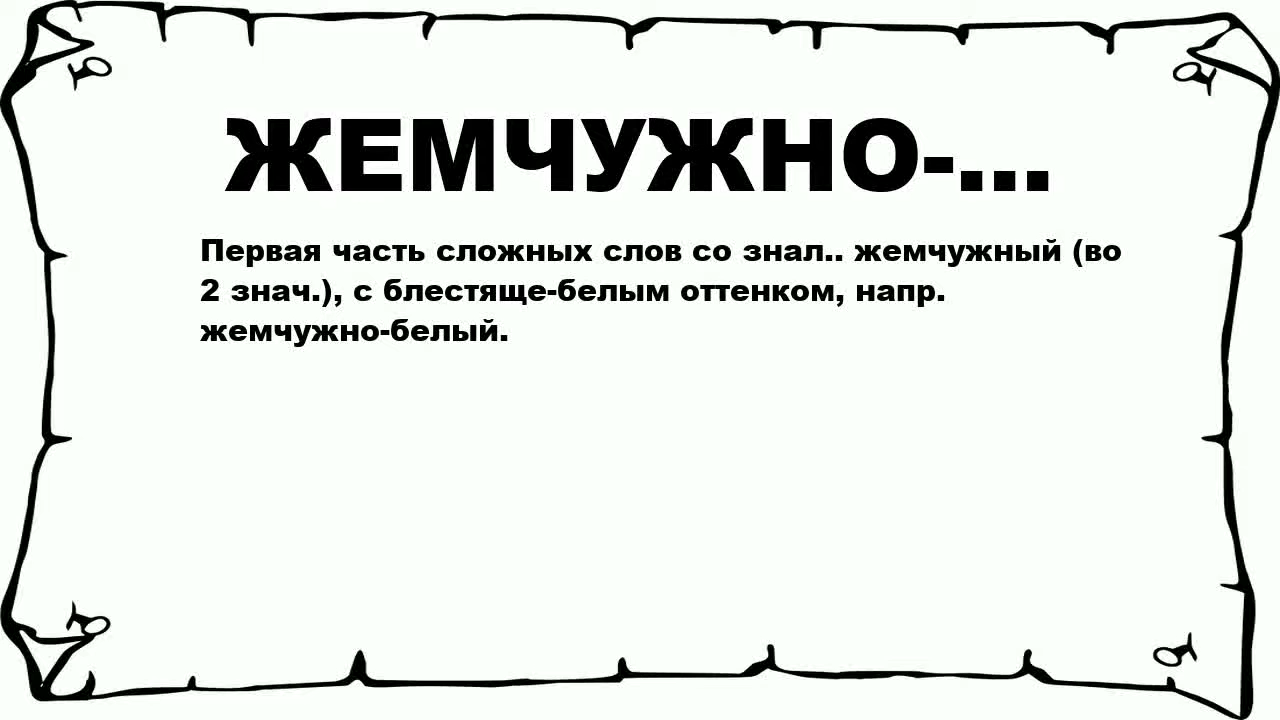 ЖЕМЧУЖНО-...
Первая часть сложных слов со знал.. жемчужный (во
2 знач.), с блестяще-белым оттенком, напр.
жемчужно-белый.